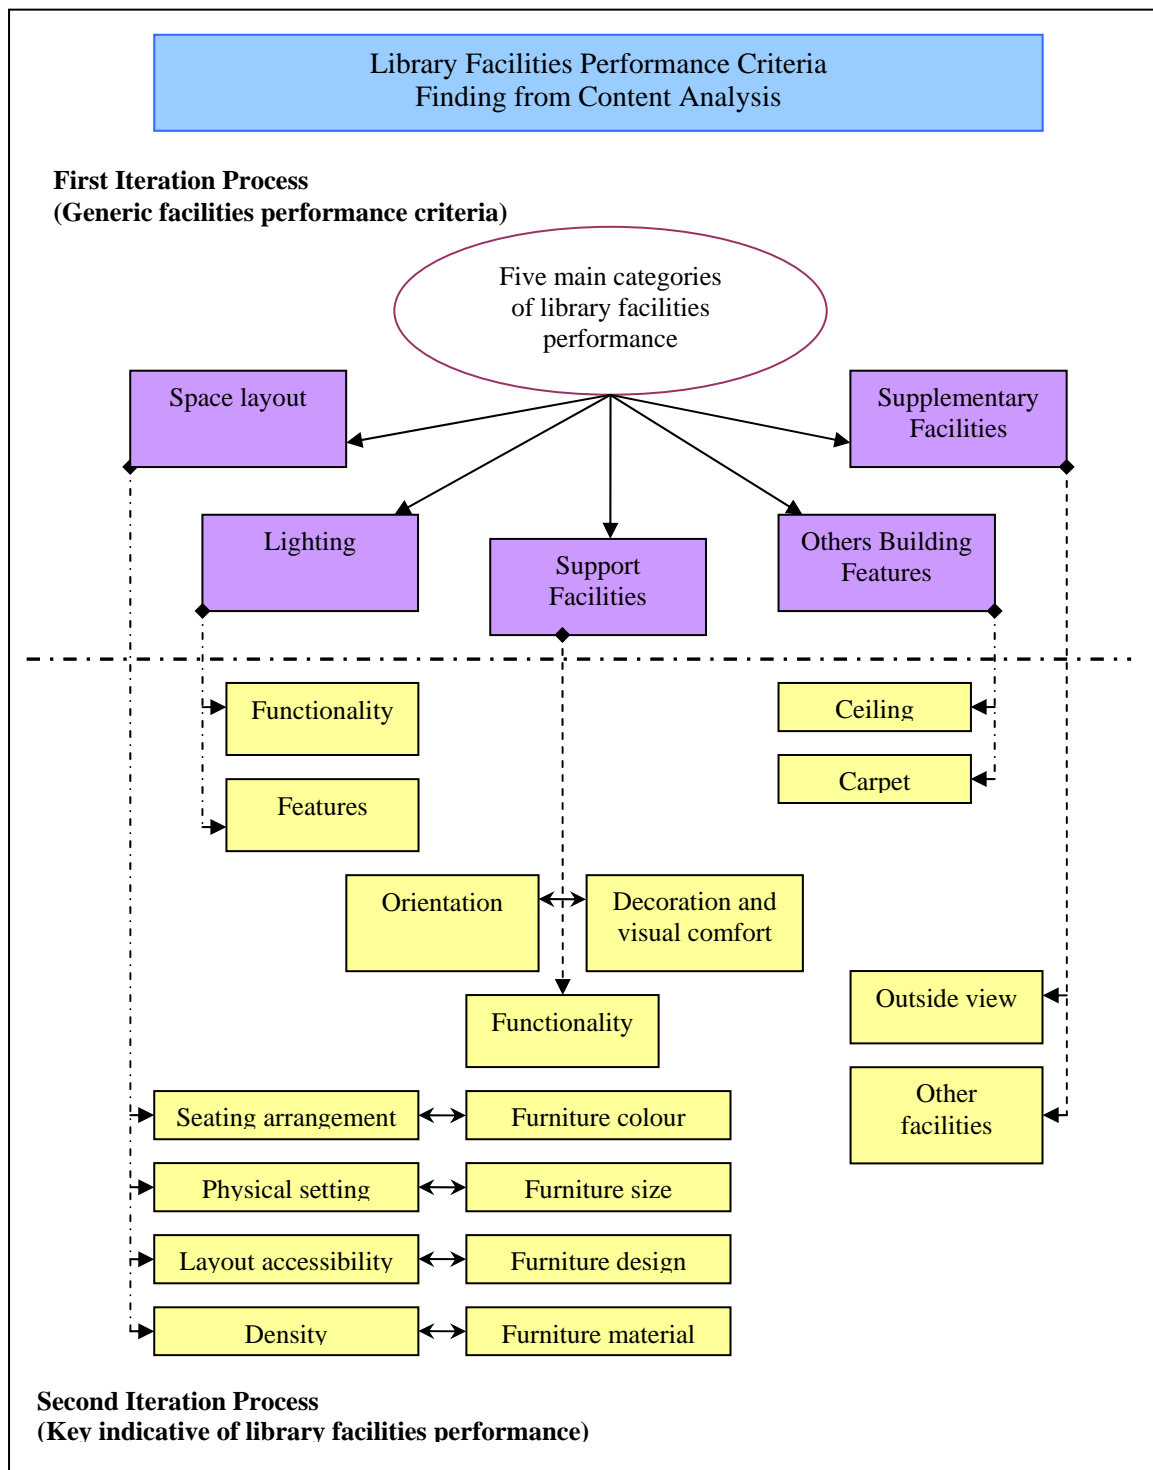 Library Facilities Performance Criteria
Finding from Content Analysis
First Iteration Process
(Generic facilities performance criteria)
Five main categories
of library facilities
performance
Space layout
Supplementary
Facilities
Lighting
Support
Facilities
Others Building
Features
Functionality
Features
Ceiling
Carpet
Orientation
Decoration and
visual comfort
Functionality
Outside view
Other
facilities
Seating arrangement
Furniture colour
Physical setting
Furniture size
Layout accessibility
Furniture design
Density
Furniture material
Second Iteration Process
(Key indicative of library facilities performance)